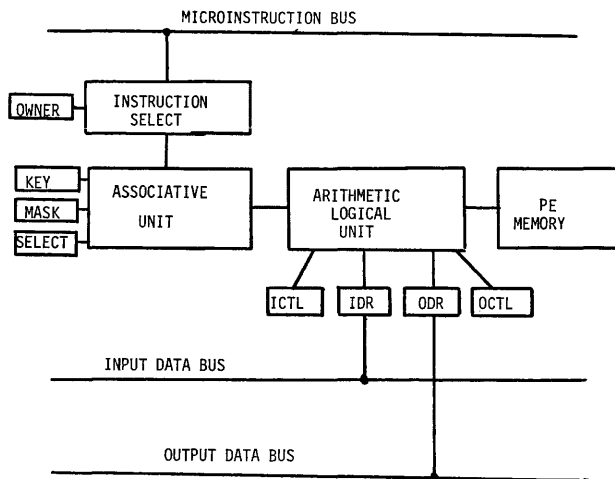 MICROINSTRUCTION BUS
OWNER
INSTRUCTION
SELECT
KEY
MASK
SELECT
ASSOCIATIVE
UNIT
ARITHMETIC
LOGICAL
UNIT
PE
MEMORY
ICTL
IDR
ODR
OCTL
INPUT DATA BUS
OUTPUT DATA BUS